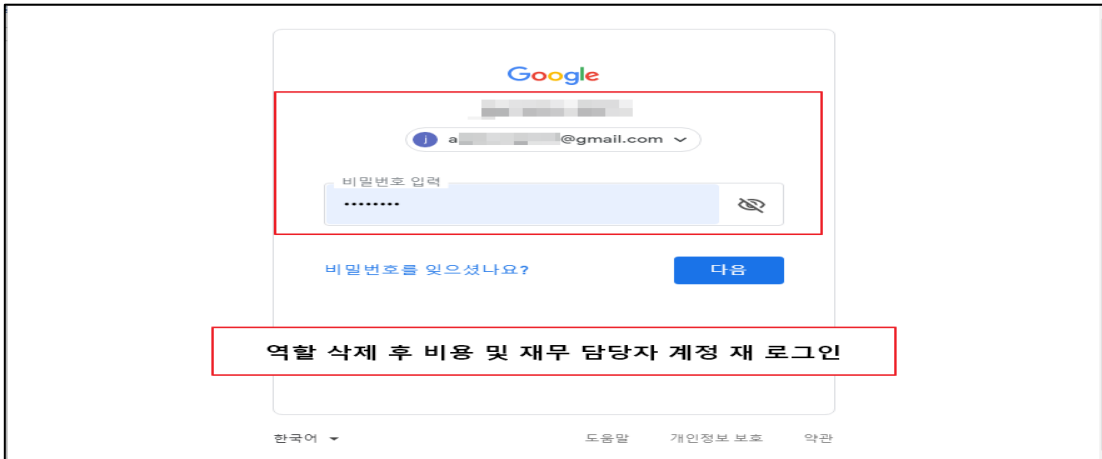 Google
a @gmail.com
비밀번호 입력
비밀번호를 잊으셨나요?
다음
역할 삭제 후 비용 및 재무 담당자 계정 재 로그인
한국어
도움말 개인정보 보호 약관